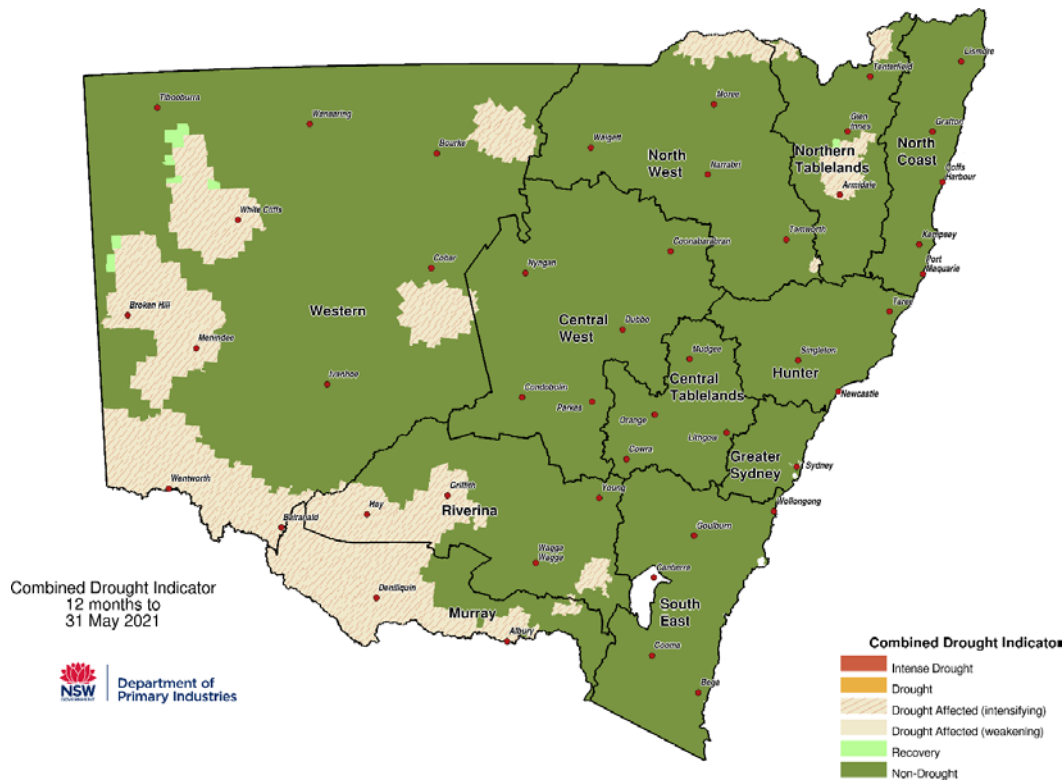 Lismore
Tenterfield
Tibooburra
Moree
Wanaaring
Glen
Innes
Grafton
Walgett
Bourke
North
West
Northern
Tablelands
North
Coast
Narrabri
Coffs
Harbour
Armidale
White Cliffs
Tamworth
Kempsey
Coonabarabran
Cobar
Nyngan
Port
Macquarie
Broken Hill
Western
Central
West
Dubbo
Taree
Menindee
Mudgee
Singleton
Hunter
Ivanhoe
Central
Tablelands
Condobolin
Parkes
Newcastle
Orange
Lithgow
Cowra
Greater
Sydney
Sydney
Wentworth
Griffith
Hay
Riverina
Young
Wollongong
Balranald
Goulburn
Wagga
Wagga
Canberra
Combined Drought Indicator
12 months to
31 May 2021
Deniliquin
Murray
South
East
Albury
Cooma
Bega
NSW
GOVERNMENT
Department of
Primary Industries
Combined Drought Indicator
Intense Drought
Drought
Drought Affected (intensifying)
Drought Affected (weakening)
Recovery
Non-Drought